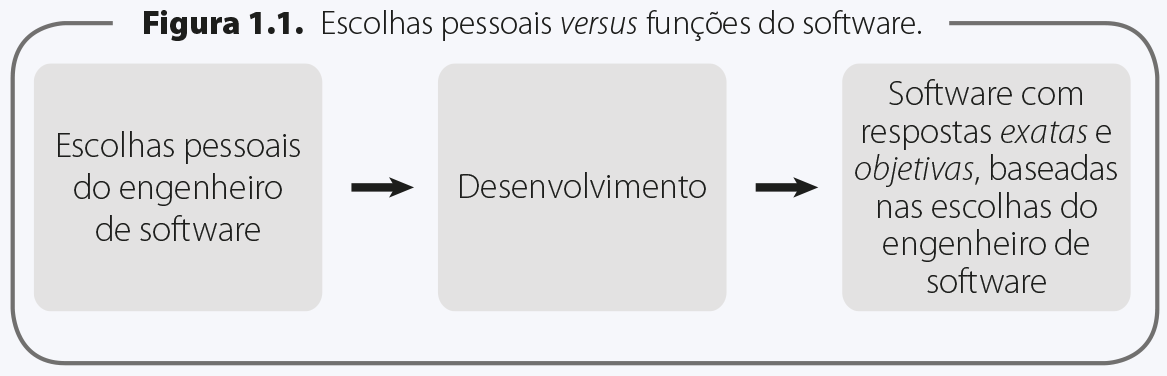 Figura 1.1. Escolhas pessoais versus funções do software.
Escolhas pessoais
do engenheiro
de software
Desenvolvimento
Software com
respostas exatas e
objetivas, baseadas
nas escolhas do
engenheiro de
software